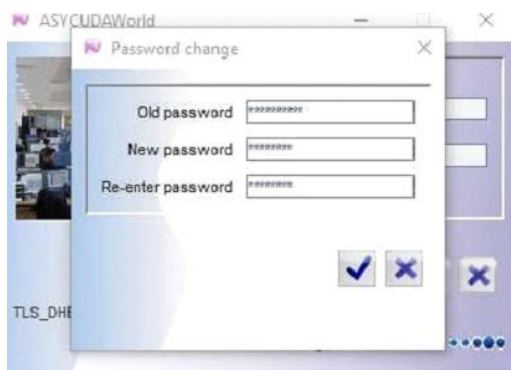 ASYCUDAWorld
Password change
Old password **********
New password ********
Re-enter password ********
TLS_DHE